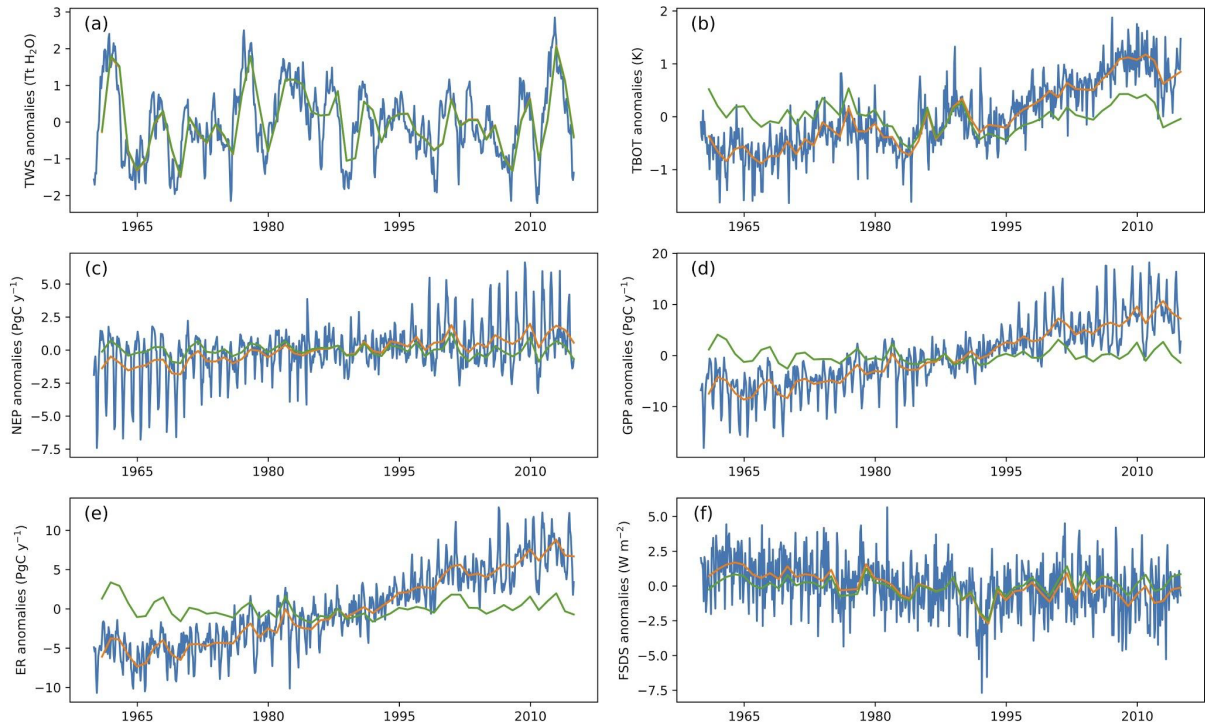 (a)
TWS anomalies (Tt H₂O)
3
2
1
0
−1
−2
1965 1980 1995 2010
(b)
TBOT anomalies (K)
2
1
0
−1
1965 1980 1995 2010
(c)
NEP anomalies (PgC y⁻¹)
5.0
2.5
0.0
−2.5
−5.0
−7.5
1965 1980 1995 2010
(d)
GPP anomalies (PgC y⁻¹)
20
10
0
−10
1965 1980 1995 2010
(e)
ER anomalies (PgC y⁻¹)
10
5
0
−5
−10
1965 1980 1995 2010
(f)
FSDS anomalies (W m⁻²)
5.0
2.5
0.0
−2.5
−5.0
−7.5
1965 1980 1995 2010